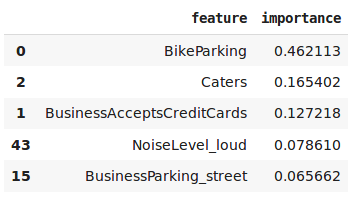 feature importance
0 BikeParking 0.462113
2 Caters 0.165402
1 BusinessAcceptsCreditCards 0.127218
43 NoiseLevel_loud 0.078610
15 BusinessParking_street 0.065662